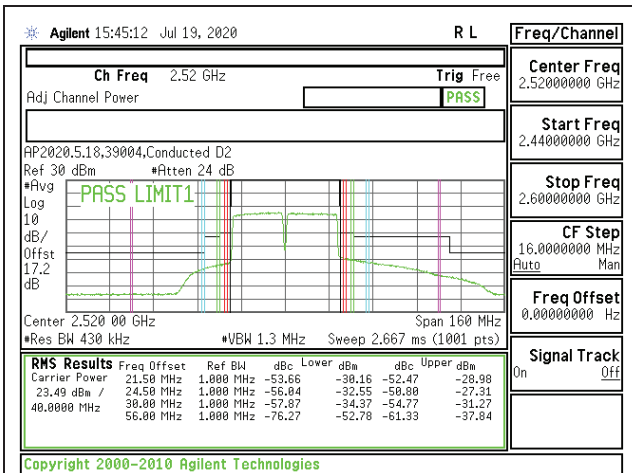 Agilent 15:45:12 Jul 19, 2020 R L
Freq/Channel
Ch Freq 2.52 GHz Trig Free
Adj Channel Power PASS
Center Freq
2.52000000 GHz
Start Freq
2.44000000 GHz
Stop Freq
2.60000000 GHz
CF Step
16.0000000 MHz
Auto Man
Freq Offset
0.00000000 Hz
Signal Track
On Off
AP2020.5.18,39004,Conducted D2
Ref 30 dBm #Atten 24 dB
#Avg
Log
10
dB/
Offst
17.2
dB
PASS LIMIT1
Center 2.520 00 GHz Span 160 MHz
#Res BW 430 kHz #VBW 1.3 MHz Sweep 2.667 ms (1001 pts)
RMS Results Freq Offset Ref BW dBc Lower dBm dBc Upper dBm
Carrier Power 21.50 MHz 1.000 MHz -53.66 -30.16 -52.47 -28.98
23.49 dBm / 24.50 MHz 1.000 MHz -56.04 -32.55 -50.80 -27.31
40.0000 MHz 30.00 MHz 1.000 MHz -57.87 -34.37 -54.77 -31.27
56.00 MHz 1.000 MHz -76.27 -52.78 -61.33 -37.84
Copyright 2000-2010 Agilent Technologies